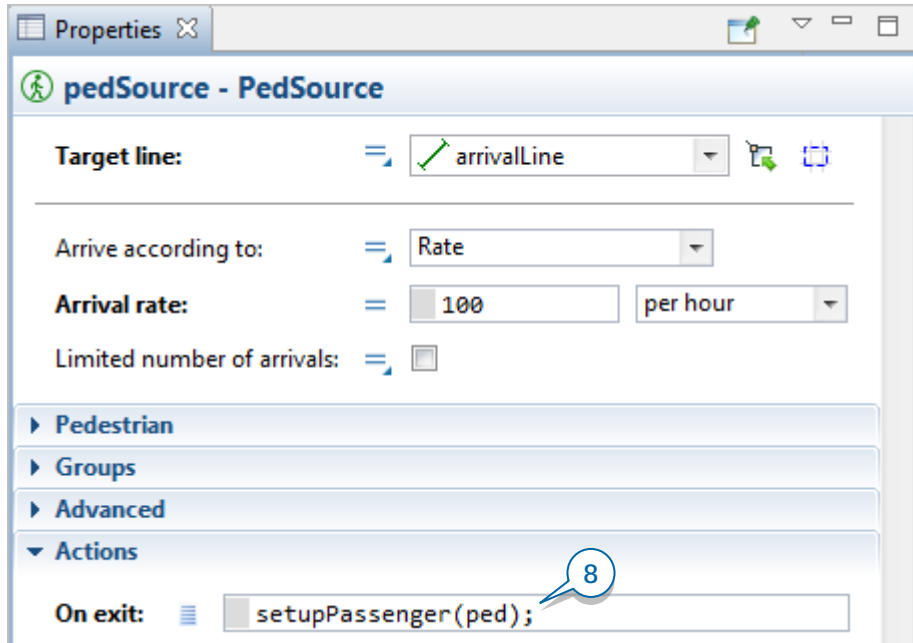 Properties
pedSource - PedSource
Target line: arrivalLine
Arrive according to: Rate
Arrival rate: 100 per hour
Limited number of arrivals:
Pedestrian
Groups
Advanced
Actions
8
On exit: setupPassenger(ped);